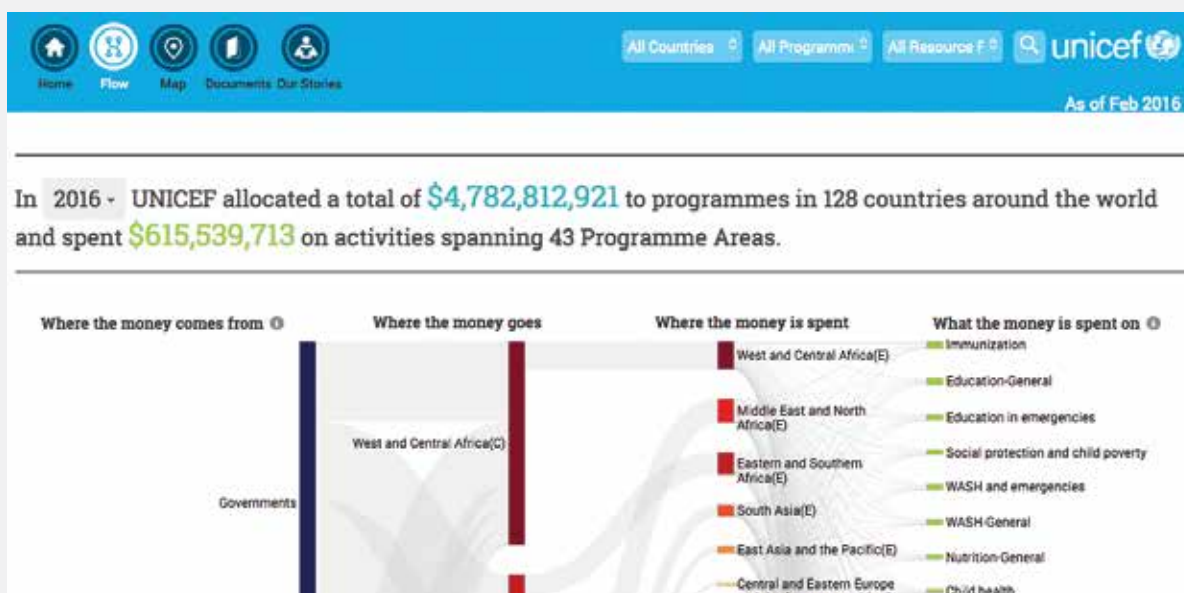 All Countries
All Programm
All Resource F
unicef
Home
Flow
Map
Documents
Our Stories
As of Feb 2016
In 2016 UNICEF allocated a total of $4,782,812,921 to programmes in 128 countries around the world
and spent $615,539,713 on activities spanning 43 Programme Areas.
Where the money comes from
Where the money goes
Where the money is spent
What the money is spent on
Governments
West and Central Africa(C)
West and Central Africa(E)
Middle East and North
Africa(E)
Eastern and Southern
Africa(E)
South Asia(E)
East Asia and the Pacific(E)
Central and Eastern Europe
Immunization
Education-General
Education in emergencies
Social protection and child poverty
WASH and emergencies
WASH-General
Nutrition-General
Child health